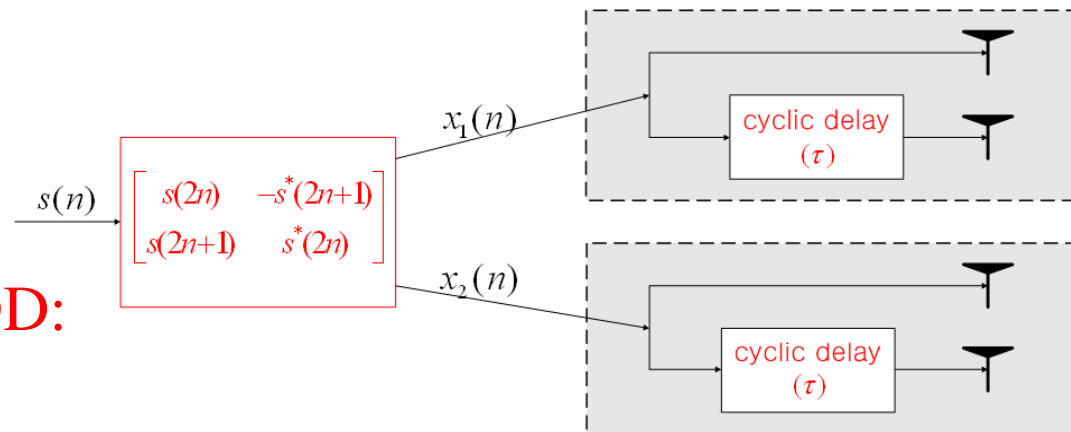 s(n)
[ s(2n) −s*(2n+1)
s(2n+1) s*(2n) ]
D:
x₁(n)
cyclic delay
(τ)
x₂(n)
cyclic delay
(τ)